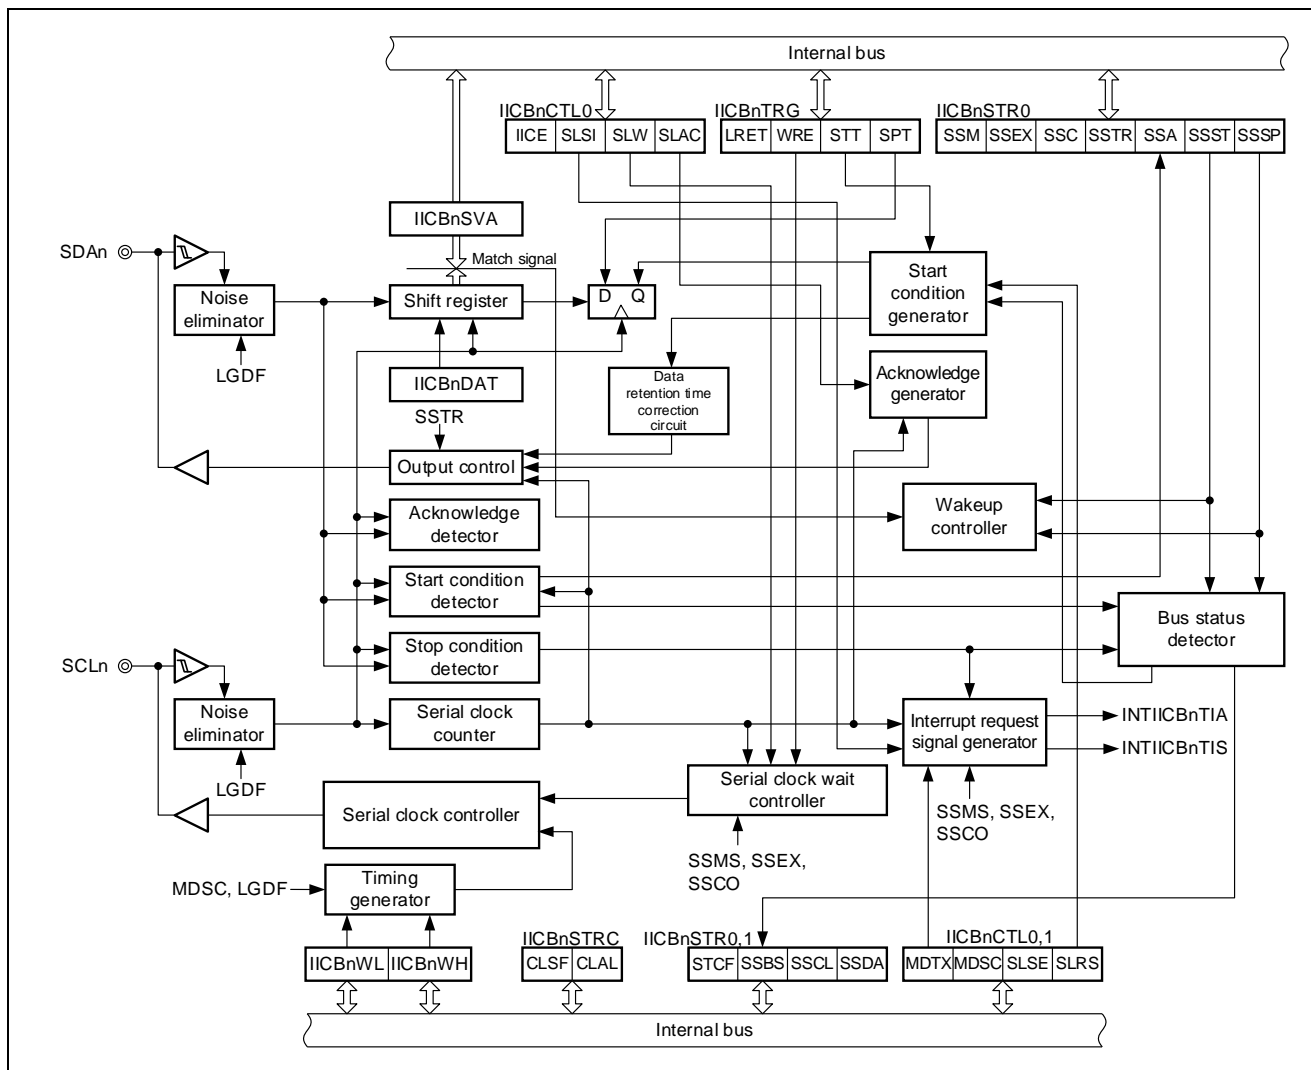 Internal bus
IICBnCTL0
IICE SLSI SLW SLAC
IICBnTRG
LRET WRE STT SPT
IICBnSTR0
SSM SSEX SSC SSTR SSA SSST SSSP
IICBnSVA
SDAn
Match signal
Noise
eliminator
Shift register
D Q
Start
condition
generator
LGDF
IICBnDAT
Data
retention time
correction
circuit
Acknowledge
generator
SSTR
Output control
Acknowledge
detector
Wakeup
controller
Start condition
detector
Bus status
detector
Stop condition
detector
SCLn
Noise
eliminator
Serial clock
counter
Interrupt request
signal generator
INTIICBnTIA
INTIICBnTIS
LGDF
Serial clock controller
Serial clock wait
controller
SSMS, SSEX,
SSCO
SSMS, SSEX,
SSCO
MDSC, LGDF
Timing
generator
IICBnWL IICBnWH
IICBnSTRC
CLSF CLAL
IICBnSTR0,1
STCF SSBS SSCL SSDA
IICBnCTL0,1
MDTX MDSC SLSE SLRS
Internal bus